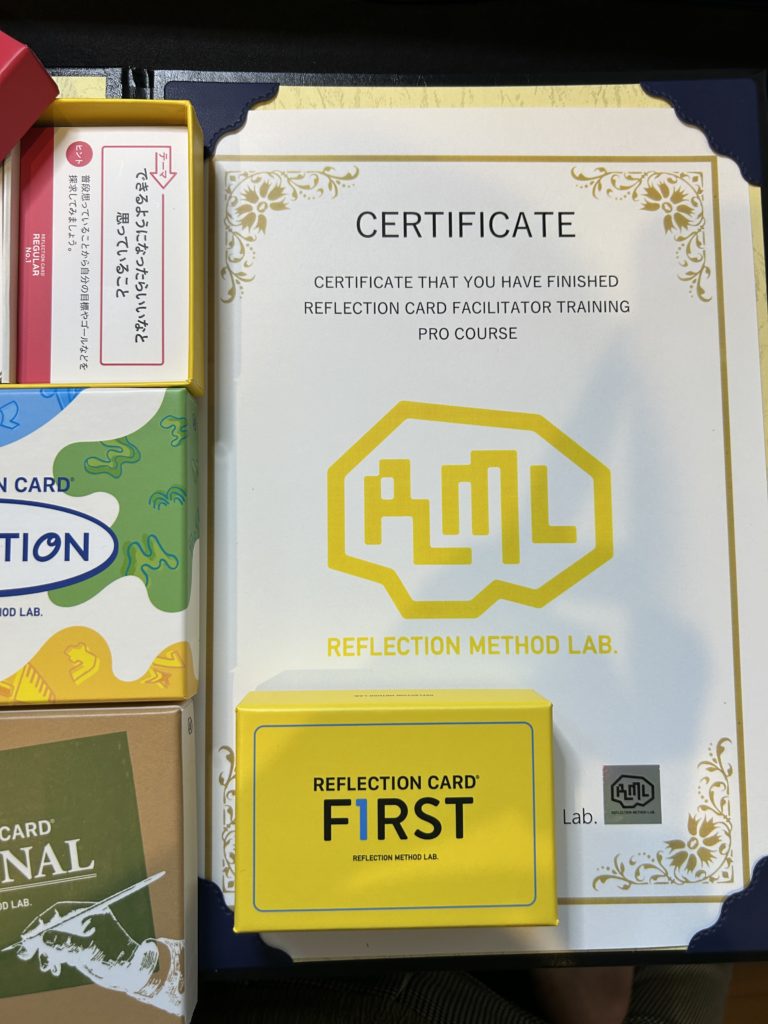 テーマ
できるようになったらいいなと
思っていること
ヒント
普段思っていることから自分の目標やゴールなどを
探求してみましょう。
REFLECTION CARD
REGULAR
No.1
CARD®
TION
CARD®
NAL
CERTIFICATE
CERTIFICATE THAT YOU HAVE FINISHED
REFLECTION CARD FACILITATOR TRAINING
PRO COURSE
RML
REFLECTION METHOD LAB.
REFLECTION METHOD LAB.
REFLECTION CARD®
F1RST
REFLECTION METHOD LAB.
Lab.
RML
REFLECTION METHOD LAB.